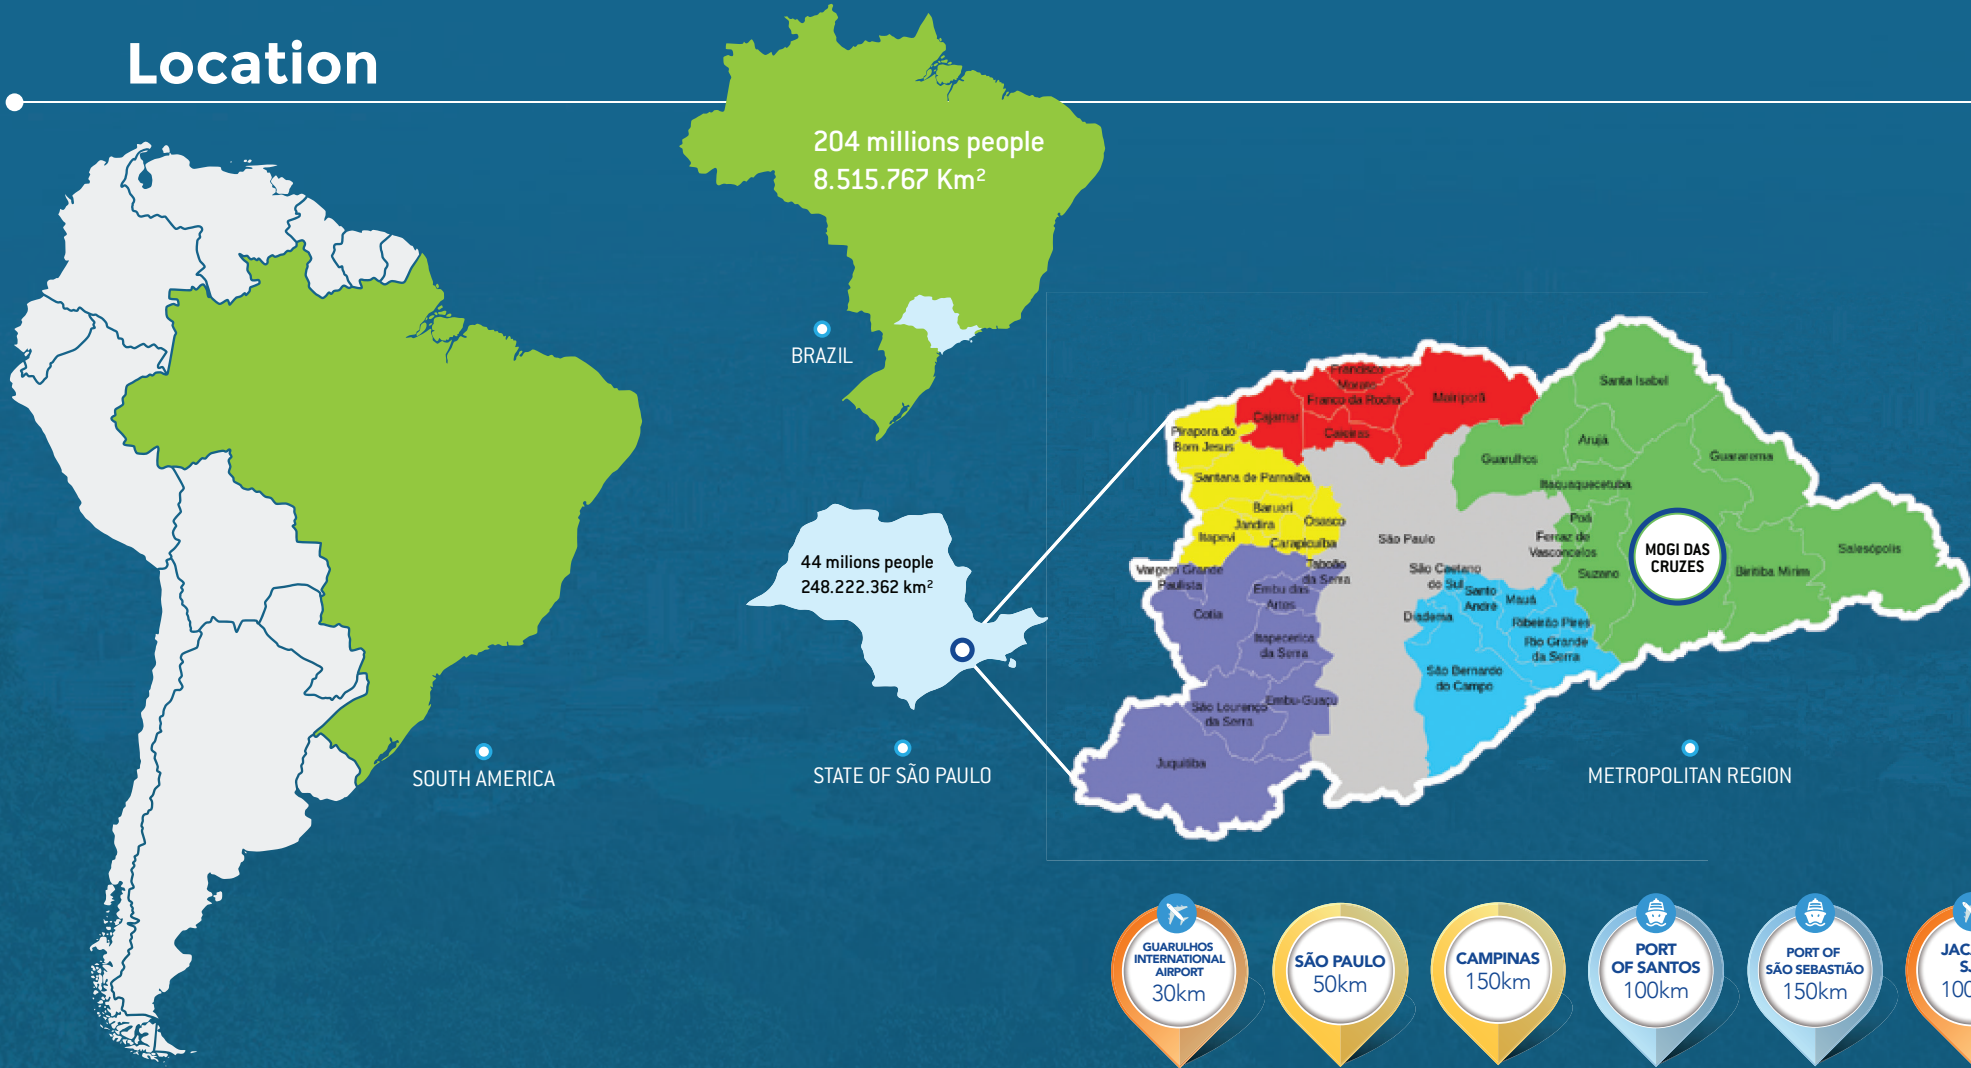 Location
204 millions people
8.515.767 Km²
BRAZIL
SOUTH AMERICA
44 milions people
248.222.362 km²
STATE OF SÃO PAULO
Francisco
Morato
Franco da Rocha
Mairiporã
Cajamar
Caieiras
Pirapora do
Bom Jesus
Santana de Parnaíba
Barueri
Jandira
Osasco
Itapevi
Carapicuíba
Santa Isabel
Arujá
Guarulhos
Guararema
Itaquaquecetuba
Poá
Ferraz de
Vasconcelos
Suzano
MOGI DAS
CRUZES
Biritiba Mirim
Salesópolis
São Paulo
São Caetano
do Sul
Santo
André
Mauá
Diadema
Ribeirão Pires
Rio Grande
da Serra
São Bernardo
do Campo
Vargem Grande
Paulista
Taboão
da Serra
Embu das
Artes
Cotia
Itapecerica
da Serra
Embu-Guaçu
São Lourenço
da Serra
Juquitiba
METROPOLITAN REGION
GUARULHOS
INTERNATIONAL
AIRPORT
30km
SÃO PAULO
50km
CAMPINAS
150km
PORT
OF SANTOS
100km
PORT OF
SÃO SEBASTIÃO
150km